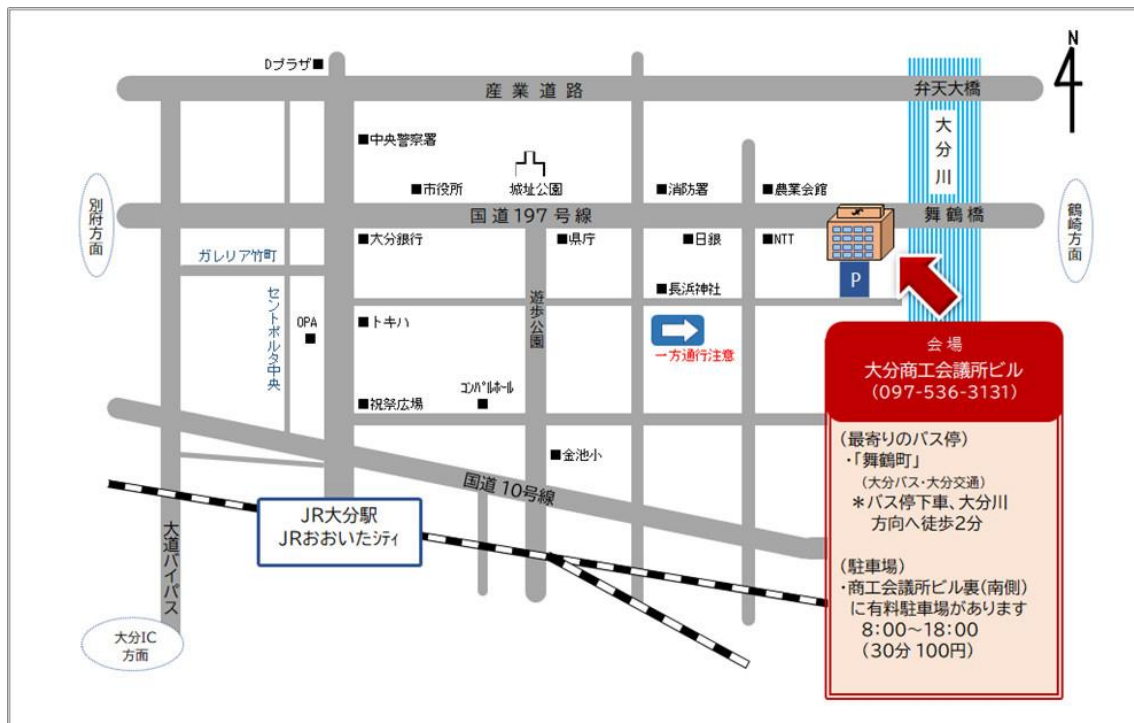 N
Dプラザ■
産業道路
弁天大橋
■中央警察署
大分川
■市役所
城址公園
■消防署
■農業会館
別府方面
国道197号線
舞鶴橋
鶴崎方面
■大分銀行
■県庁
■日銀
■NTT
ガレリア竹町
P
セントポルタ中央
OPA
■
■トキハ
遊歩公園
■長浜神社
一方通行注意
コンパルホール
■
■祝祭広場
■金池小
国道10号線
JR大分駅
JRおおいたシティ
大道バイパス
大分IC
方面
会場
大分商工会議所ビル
(097-536-3131)
(最寄りのバス停)
・「舞鶴町」
(大分バス・大分交通)
＊バス停下車、大分川
方向へ徒歩2分
(駐車場)
・商工会議所ビル裏(南側)
に有料駐車場があります
8:00～18:00
(30分 100円)